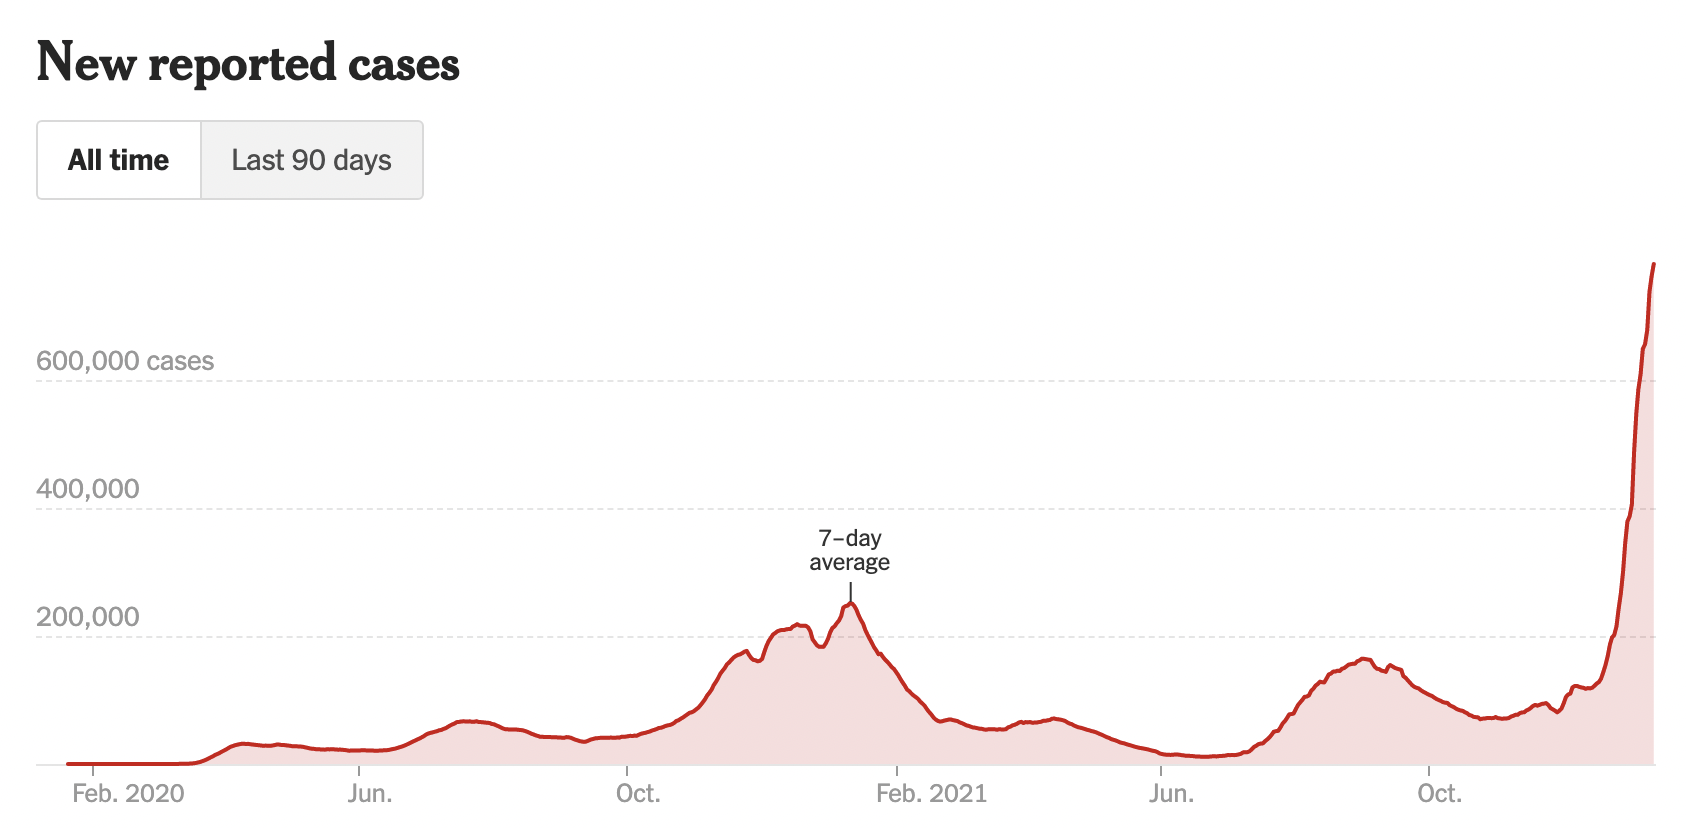 New reported cases
All time
Last 90 days
600,000 cases
400,000
7–day
average
200,000
Feb. 2020
Jun.
Oct.
Feb. 2021
Jun.
Oct.